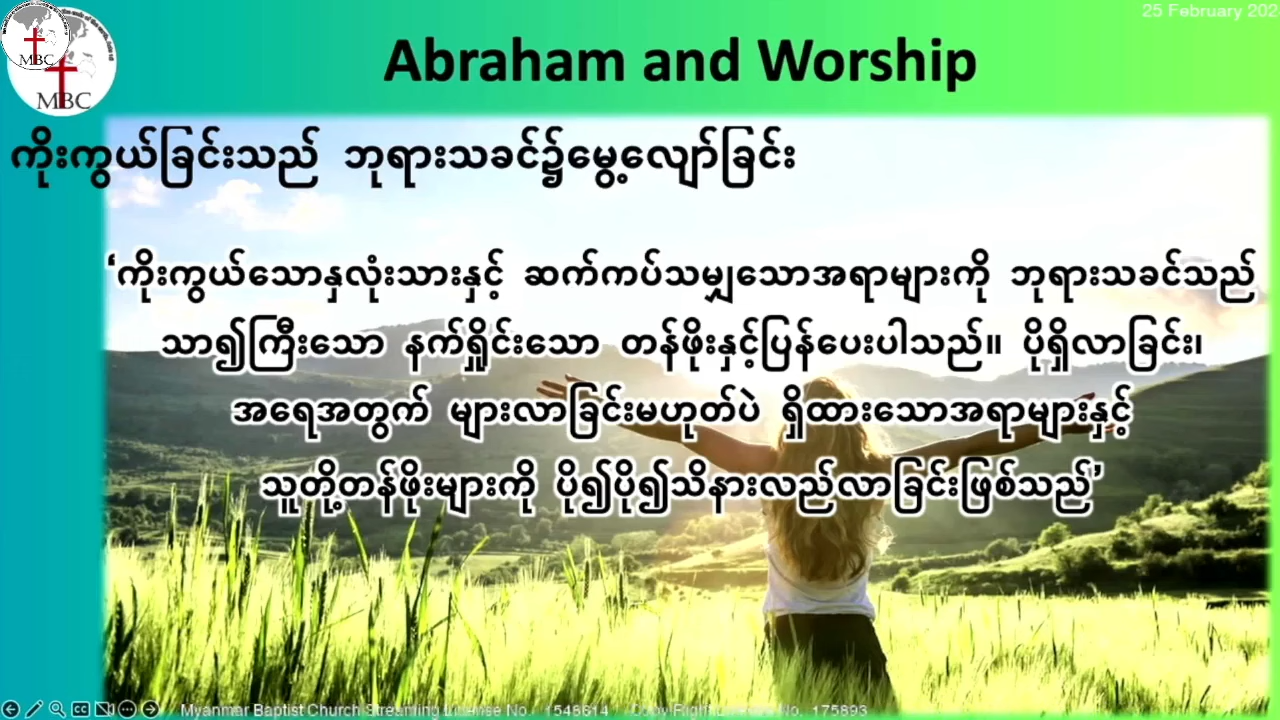 25 February 202
MBC
MBC
Abraham and Worship
ကိုးကွယ်ခြင်းသည် ဘုရားသခင်၌မွေ့လျော်ခြင်း
‘ကိုးကွယ်သောနှလုံးသားနှင့် ဆက်ကပ်သမျှသောအရာများကို ဘုရားသခင်သည်
သာ၍ကြီးသော နက်ရှိုင်းသော တန်ဖိုးနှင့်ပြန်ပေးပါသည်။ ပိုရှိလာခြင်း၊
အရေအတွက် များလာခြင်းမဟုတ်ပဲ ရှိထားသောအရာများနှင့်
သူတို့တန်ဖိုးများကို ပို၍ပို၍သိနားလည်လာခြင်းဖြစ်သည်’
Myanmar Baptist Church Streaming License No. 1548614 CopyRight License No. 175893